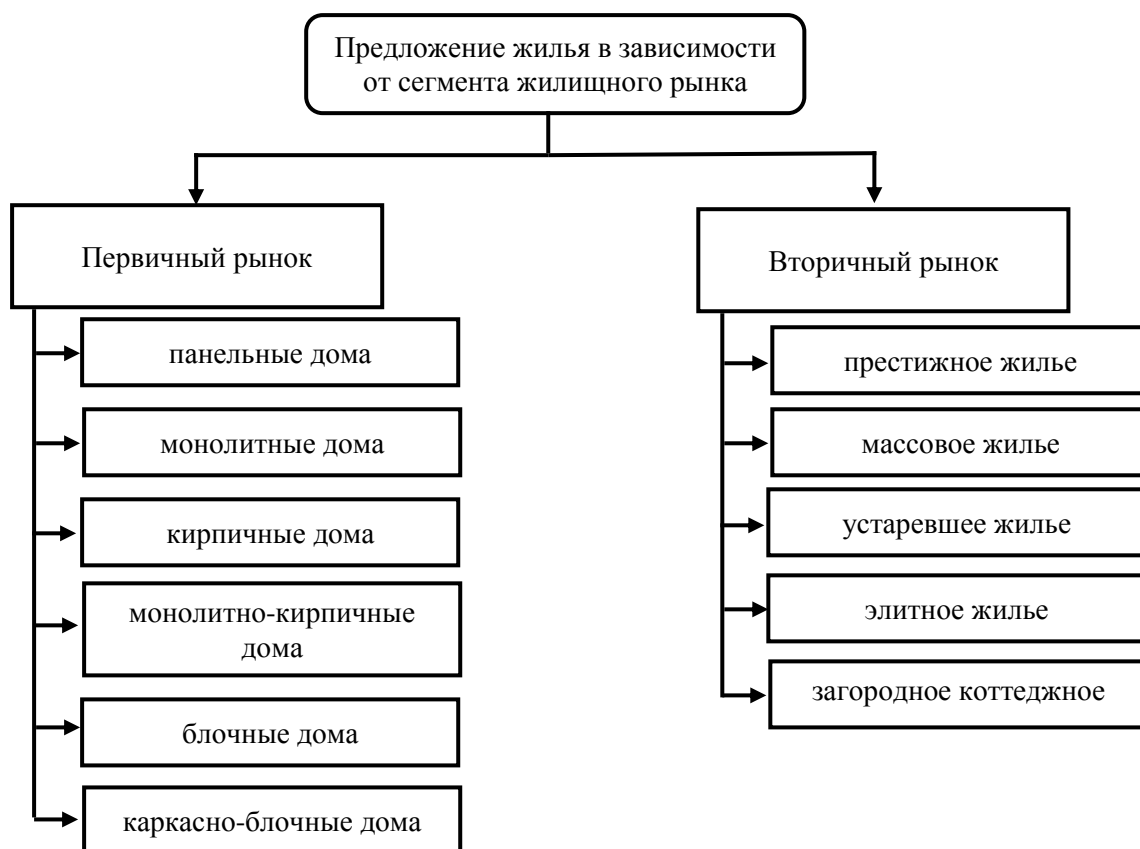 Предложение жилья в зависимости
от сегмента жилищного рынка
Первичный рынок
панельные дома
монолитные дома
кирпичные дома
монолитно-кирпичные
дома
блочные дома
каркасно-блочные дома
Вторичный рынок
престижное жилье
массовое жилье
устаревшее жилье
элитное жилье
загородное коттеджное